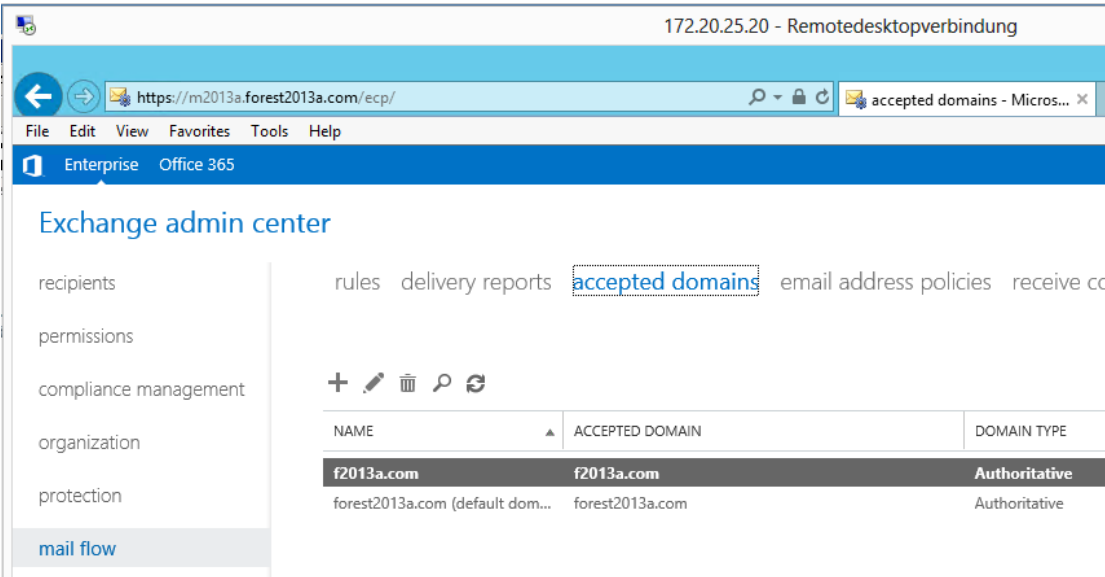 172.20.25.20 - Remotedesktopverbindung
https://m2013a.forest2013a.com/ecp/
accepted domains - Micros...
File Edit View Favorites Tools Help
Enterprise Office 365
Exchange admin center
recipients
permissions
compliance management
organization
protection
mail flow
rules delivery reports accepted domains email address policies receive co
NAME ACCEPTED DOMAIN DOMAIN TYPE
f2013a.com f2013a.com Authoritative
forest2013a.com (default dom... forest2013a.com Authoritative